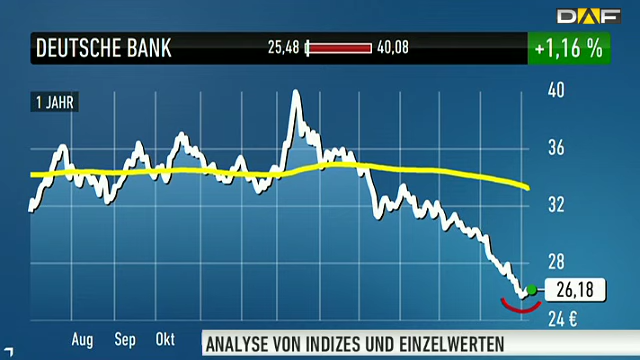 DAF
DEUTSCHE BANK 25,48 40,08 +1,16 %
1 JAHR
40
36
32
28
26,18
24 €
Aug Sep Okt
ANALYSE VON INDIZES UND EINZELWERTEN